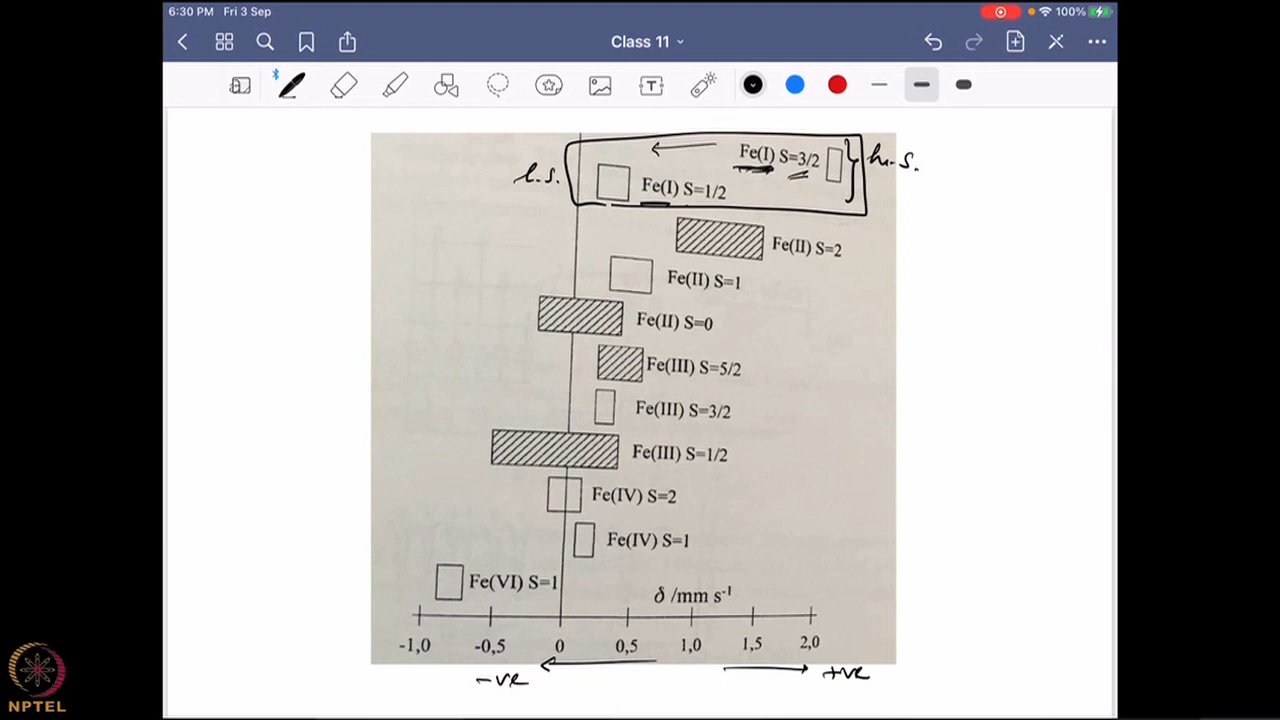 6:30 PM Fri 3 Sep
100%
Class 11
T
Fe(I) S=3/2
h.s.
l.s.
Fe(I) S=1/2
Fe(II) S=2
Fe(II) S=1
Fe(II) S=0
Fe(III) S=5/2
Fe(III) S=3/2
Fe(III) S=1/2
Fe(IV) S=2
Fe(IV) S=1
Fe(VI) S=1
δ /mm s⁻¹
-1,0 -0,5 0 0,5 1,0 1,5 2,0
-ve +ve
NPTEL